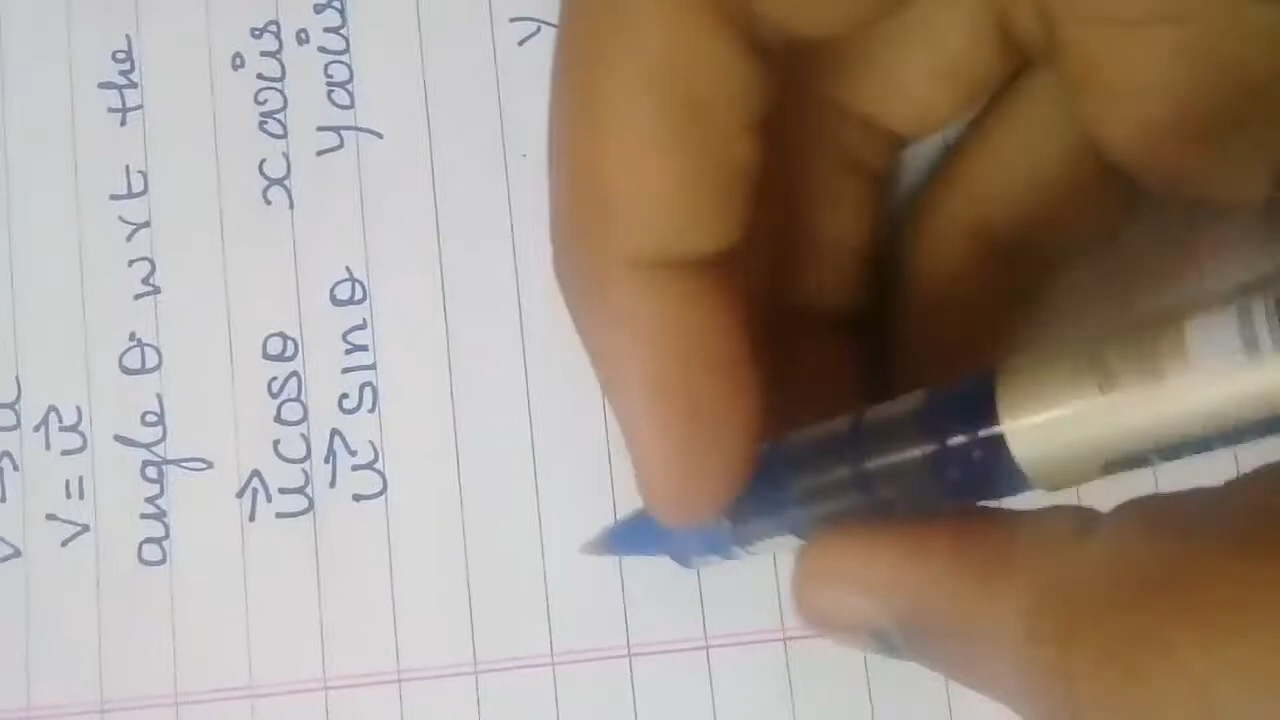 v = u⃗
angle θ wrt the
u⃗ cosθ x axis
u⃗ sinθ y axis
y